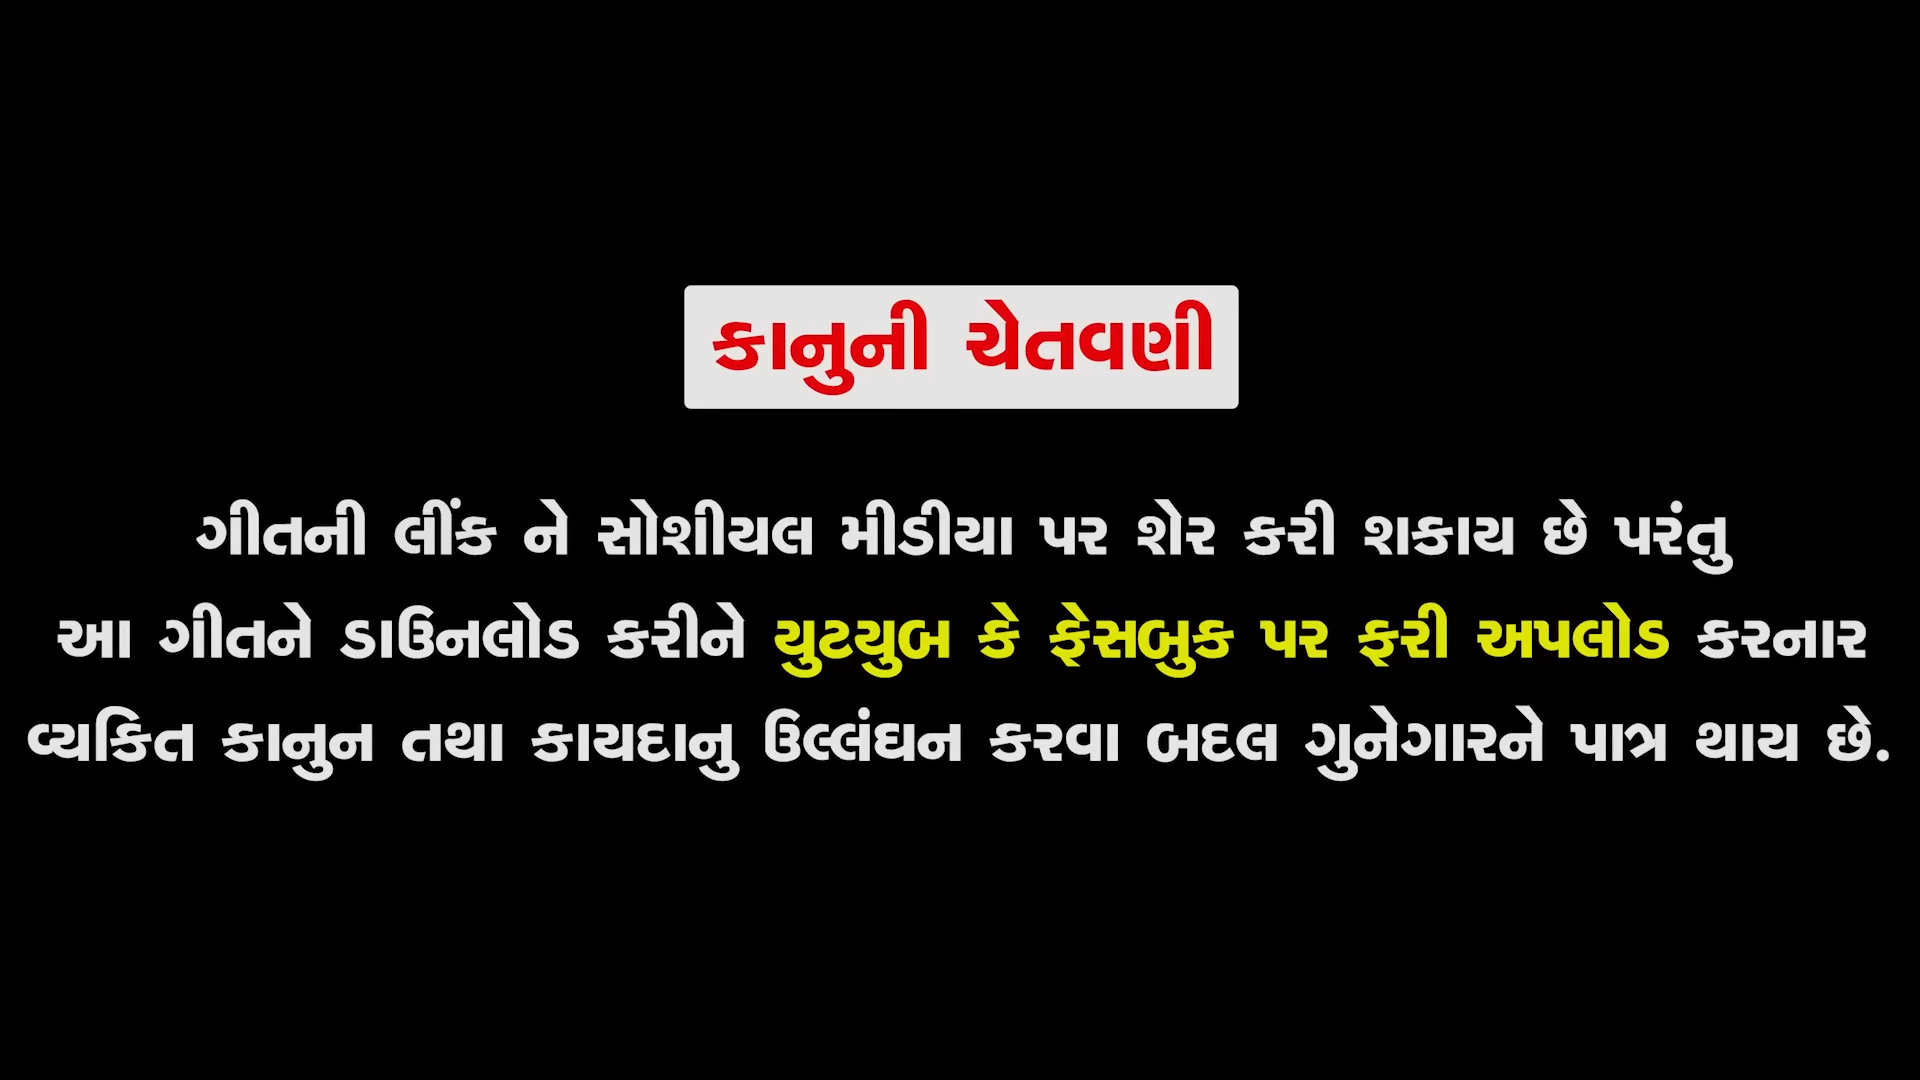 કાનુની ચેતવણી
ગીતની લીંક ને સોશીયલ મીડીયા પર શેર કરી શકાય છે પરંતુ
આ ગીતને ડાઉનલોડ કરીને યુટયુબ કે ફેસબુક પર ફરી અપલોડ કરનાર
વ્યકિત કાનુન તથા કાયદાનુ ઉલ્લંઘન કરવા બદલ ગુનેગારને પાત્ર થાય છે.